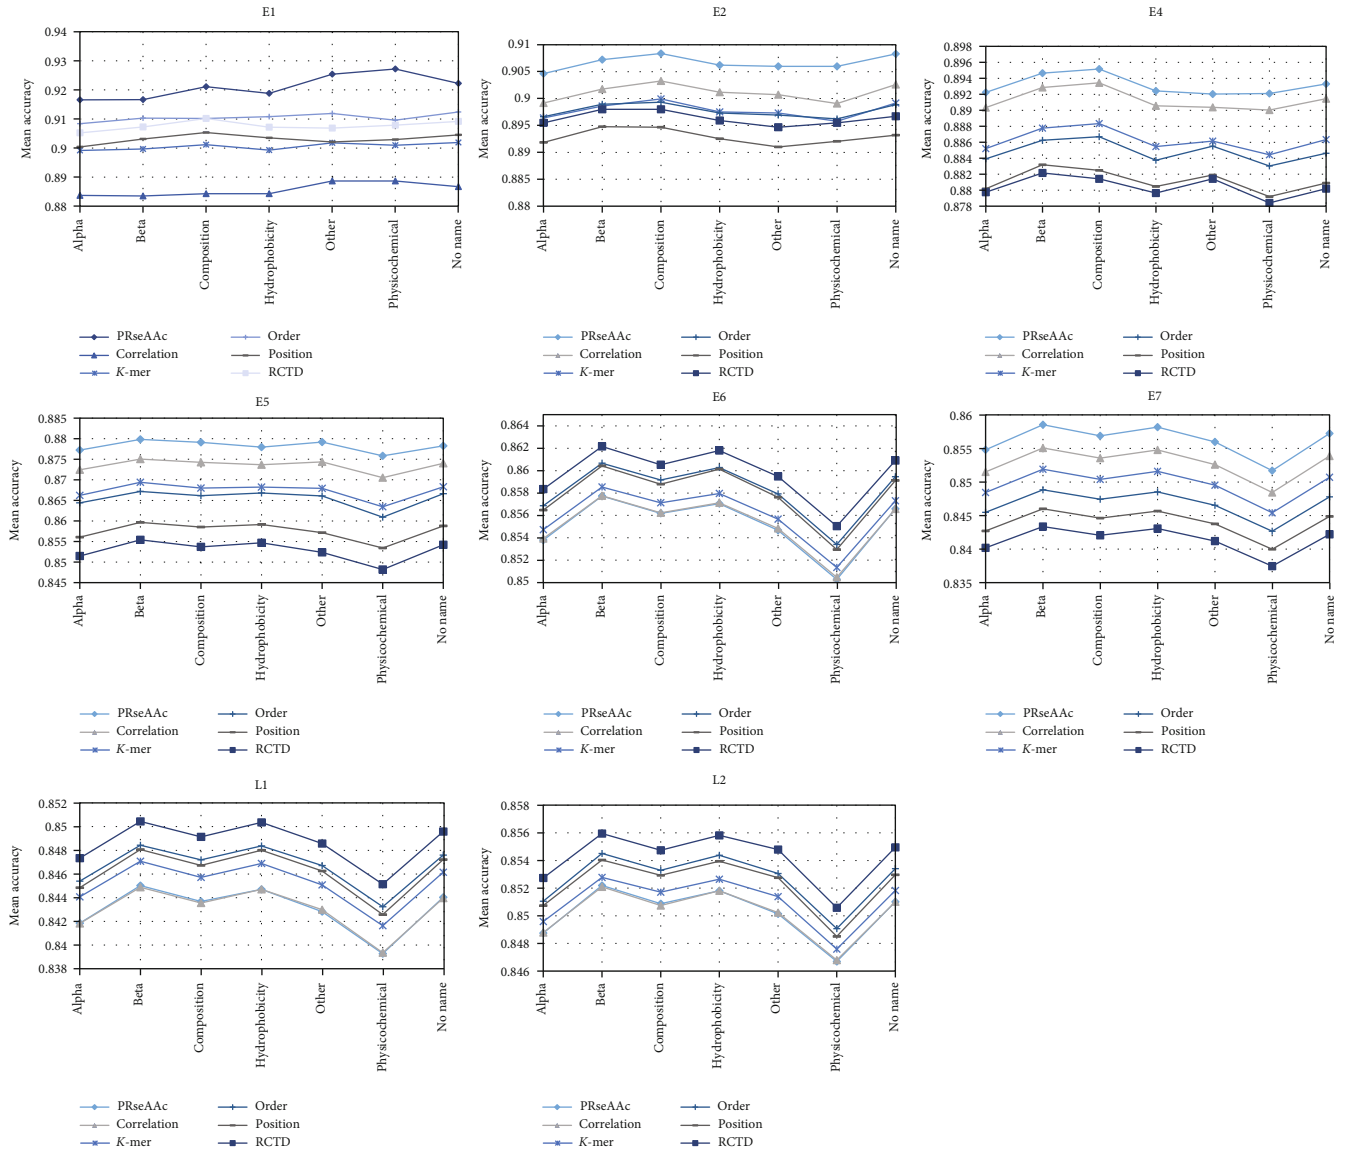 E1
Mean accuracy
0.94
0.93
0.92
0.91
0.9
0.89
0.88
Alpha
Beta
Composition
Hydrophobicity
Other
Physicochemical
No name
PRseAAc
Correlation
K-mer
Order
Position
RCTD
E2
Mean accuracy
0.91
0.905
0.9
0.895
0.89
0.885
0.88
Alpha
Beta
Composition
Hydrophobicity
Other
Physicochemical
No name
PRseAAc
Correlation
K-mer
Order
Position
RCTD
E4
Mean accuracy
0.898
0.896
0.894
0.892
0.89
0.888
0.886
0.884
0.882
0.88
0.878
Alpha
Beta
Composition
Hydrophobicity
Other
Physicochemical
No name
PRseAAc
Correlation
K-mer
Order
Position
RCTD
E5
Mean accuracy
0.885
0.88
0.875
0.87
0.865
0.86
0.855
0.85
0.845
Alpha
Beta
Composition
Hydrophobicity
Other
Physicochemical
No name
PRseAAc
Correlation
K-mer
Order
Position
RCTD
E6
Mean accuracy
0.864
0.862
0.86
0.858
0.856
0.854
0.852
0.85
Alpha
Beta
Composition
Hydrophobicity
Other
Physicochemical
No name
PRseAAc
Correlation
K-mer
Order
Position
RCTD
E7
Mean accuracy
0.86
0.855
0.85
0.845
0.84
0.835
Alpha
Beta
Composition
Hydrophobicity
Other
Physicochemical
No name
PRseAAc
Correlation
K-mer
Order
Position
RCTD
L1
Mean accuracy
0.852
0.85
0.848
0.846
0.844
0.842
0.84
0.838
Alpha
Beta
Composition
Hydrophobicity
Other
Physicochemical
No name
PRseAAc
Correlation
K-mer
Order
Position
RCTD
L2
Mean accuracy
0.858
0.856
0.854
0.852
0.85
0.848
0.846
Alpha
Beta
Composition
Hydrophobicity
Other
Physicochemical
No name
PRseAAc
Correlation
K-mer
Order
Position
RCTD